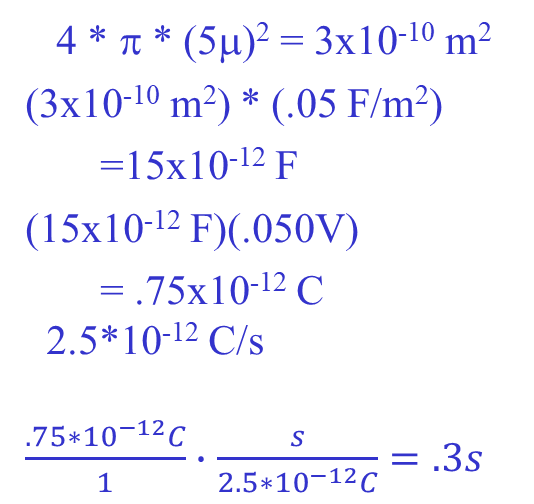 4 * π * (5μ)² = 3x10⁻¹⁰ m²
(3x10⁻¹⁰ m²) * (.05 F/m²)
=15x10⁻¹² F
(15x10⁻¹² F)(.050V)
= .75x10⁻¹² C
2.5*10⁻¹² C/s
.75∗10⁻¹²C/1 · s/2.5∗10⁻¹²C = .3s